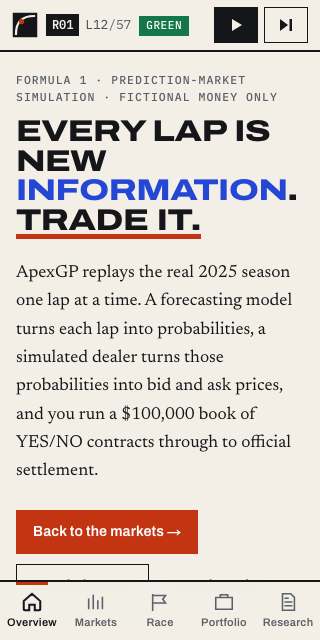 R01 L12/57 GREEN
FORMULA 1 · PREDICTION-MARKET
SIMULATION · FICTIONAL MONEY ONLY
EVERY LAP IS
NEW
INFORMATION.
TRADE IT.
ApexGP replays the real 2025 season
one lap at a time. A forecasting model
turns each lap into probabilities, a
simulated dealer turns those
probabilities into bid and ask prices,
and you run a $100,000 book of
YES/NO contracts through to official
settlement.
Back to the markets →
Overview Markets Race Portfolio Research